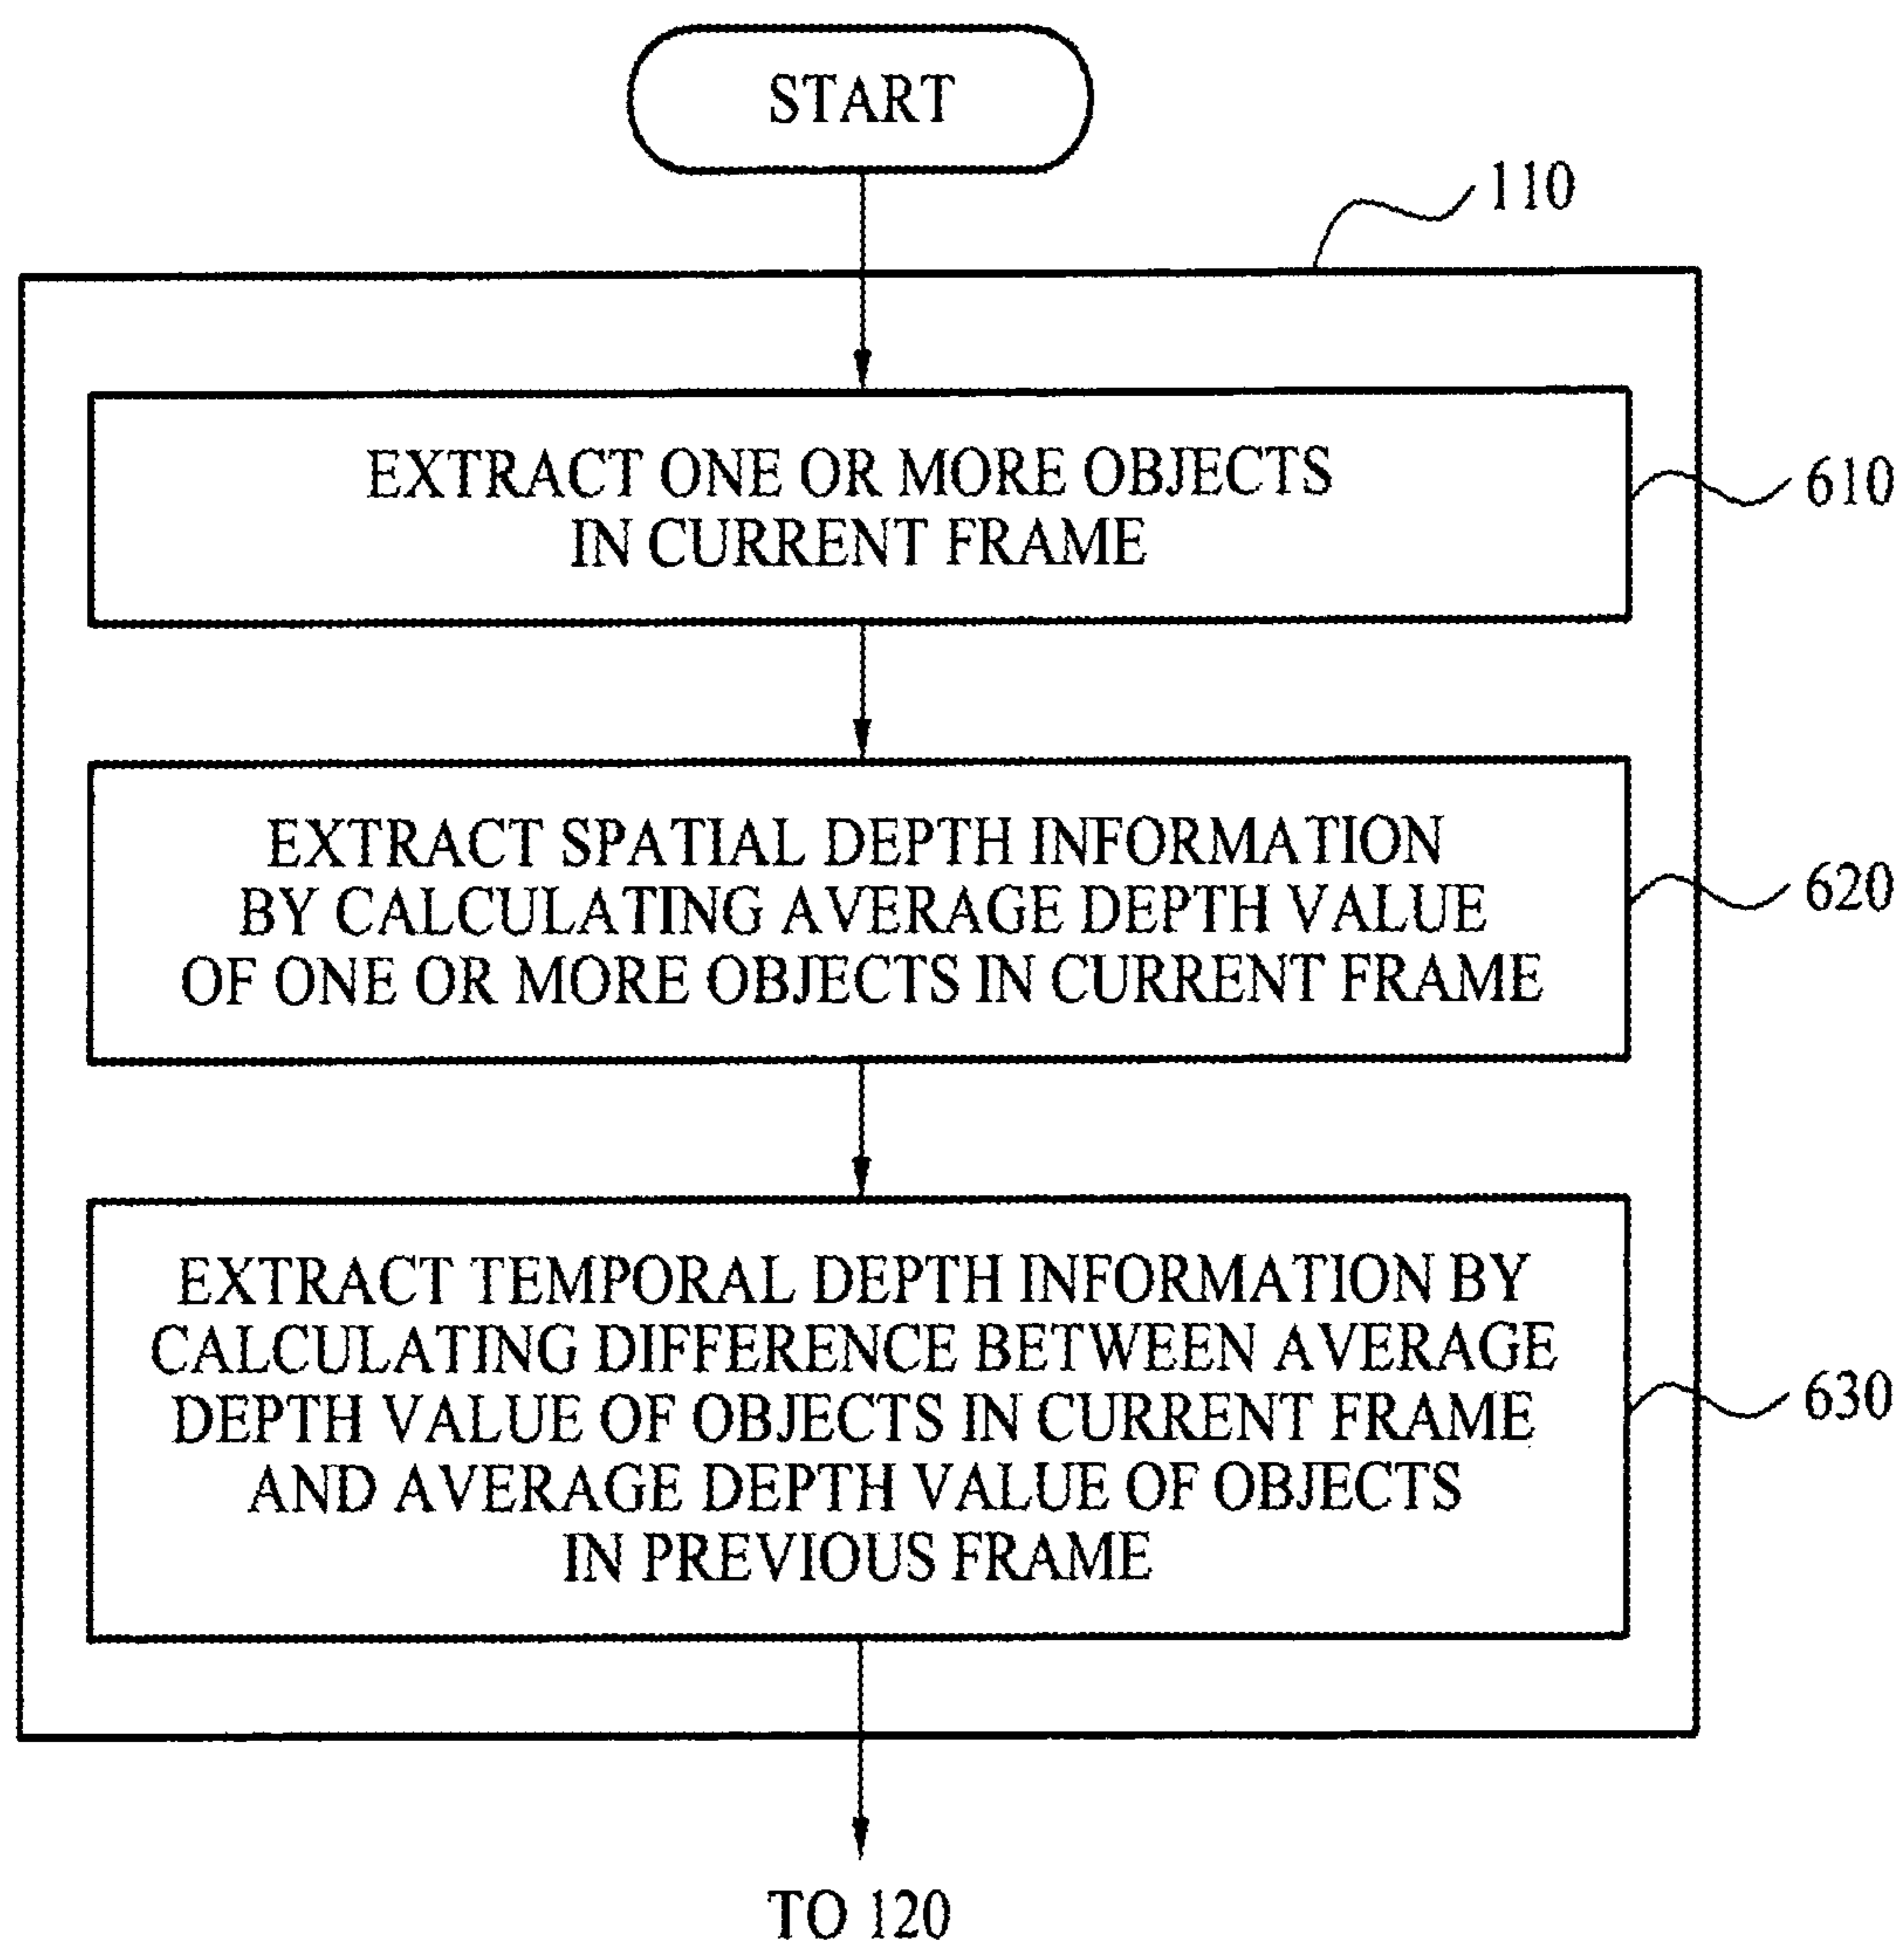 START
110
EXTRACT ONE OR MORE OBJECTS
IN CURRENT FRAME
610
EXTRACT SPATIAL DEPTH INFORMATION
BY CALCULATING AVERAGE DEPTH VALUE
OF ONE OR MORE OBJECTS IN CURRENT FRAME
620
EXTRACT TEMPORAL DEPTH INFORMATION BY
CALCULATING DIFFERENCE BETWEEN AVERAGE
DEPTH VALUE OF OBJECTS IN CURRENT FRAME
AND AVERAGE DEPTH VALUE OF OBJECTS
IN PREVIOUS FRAME
630
TO 120